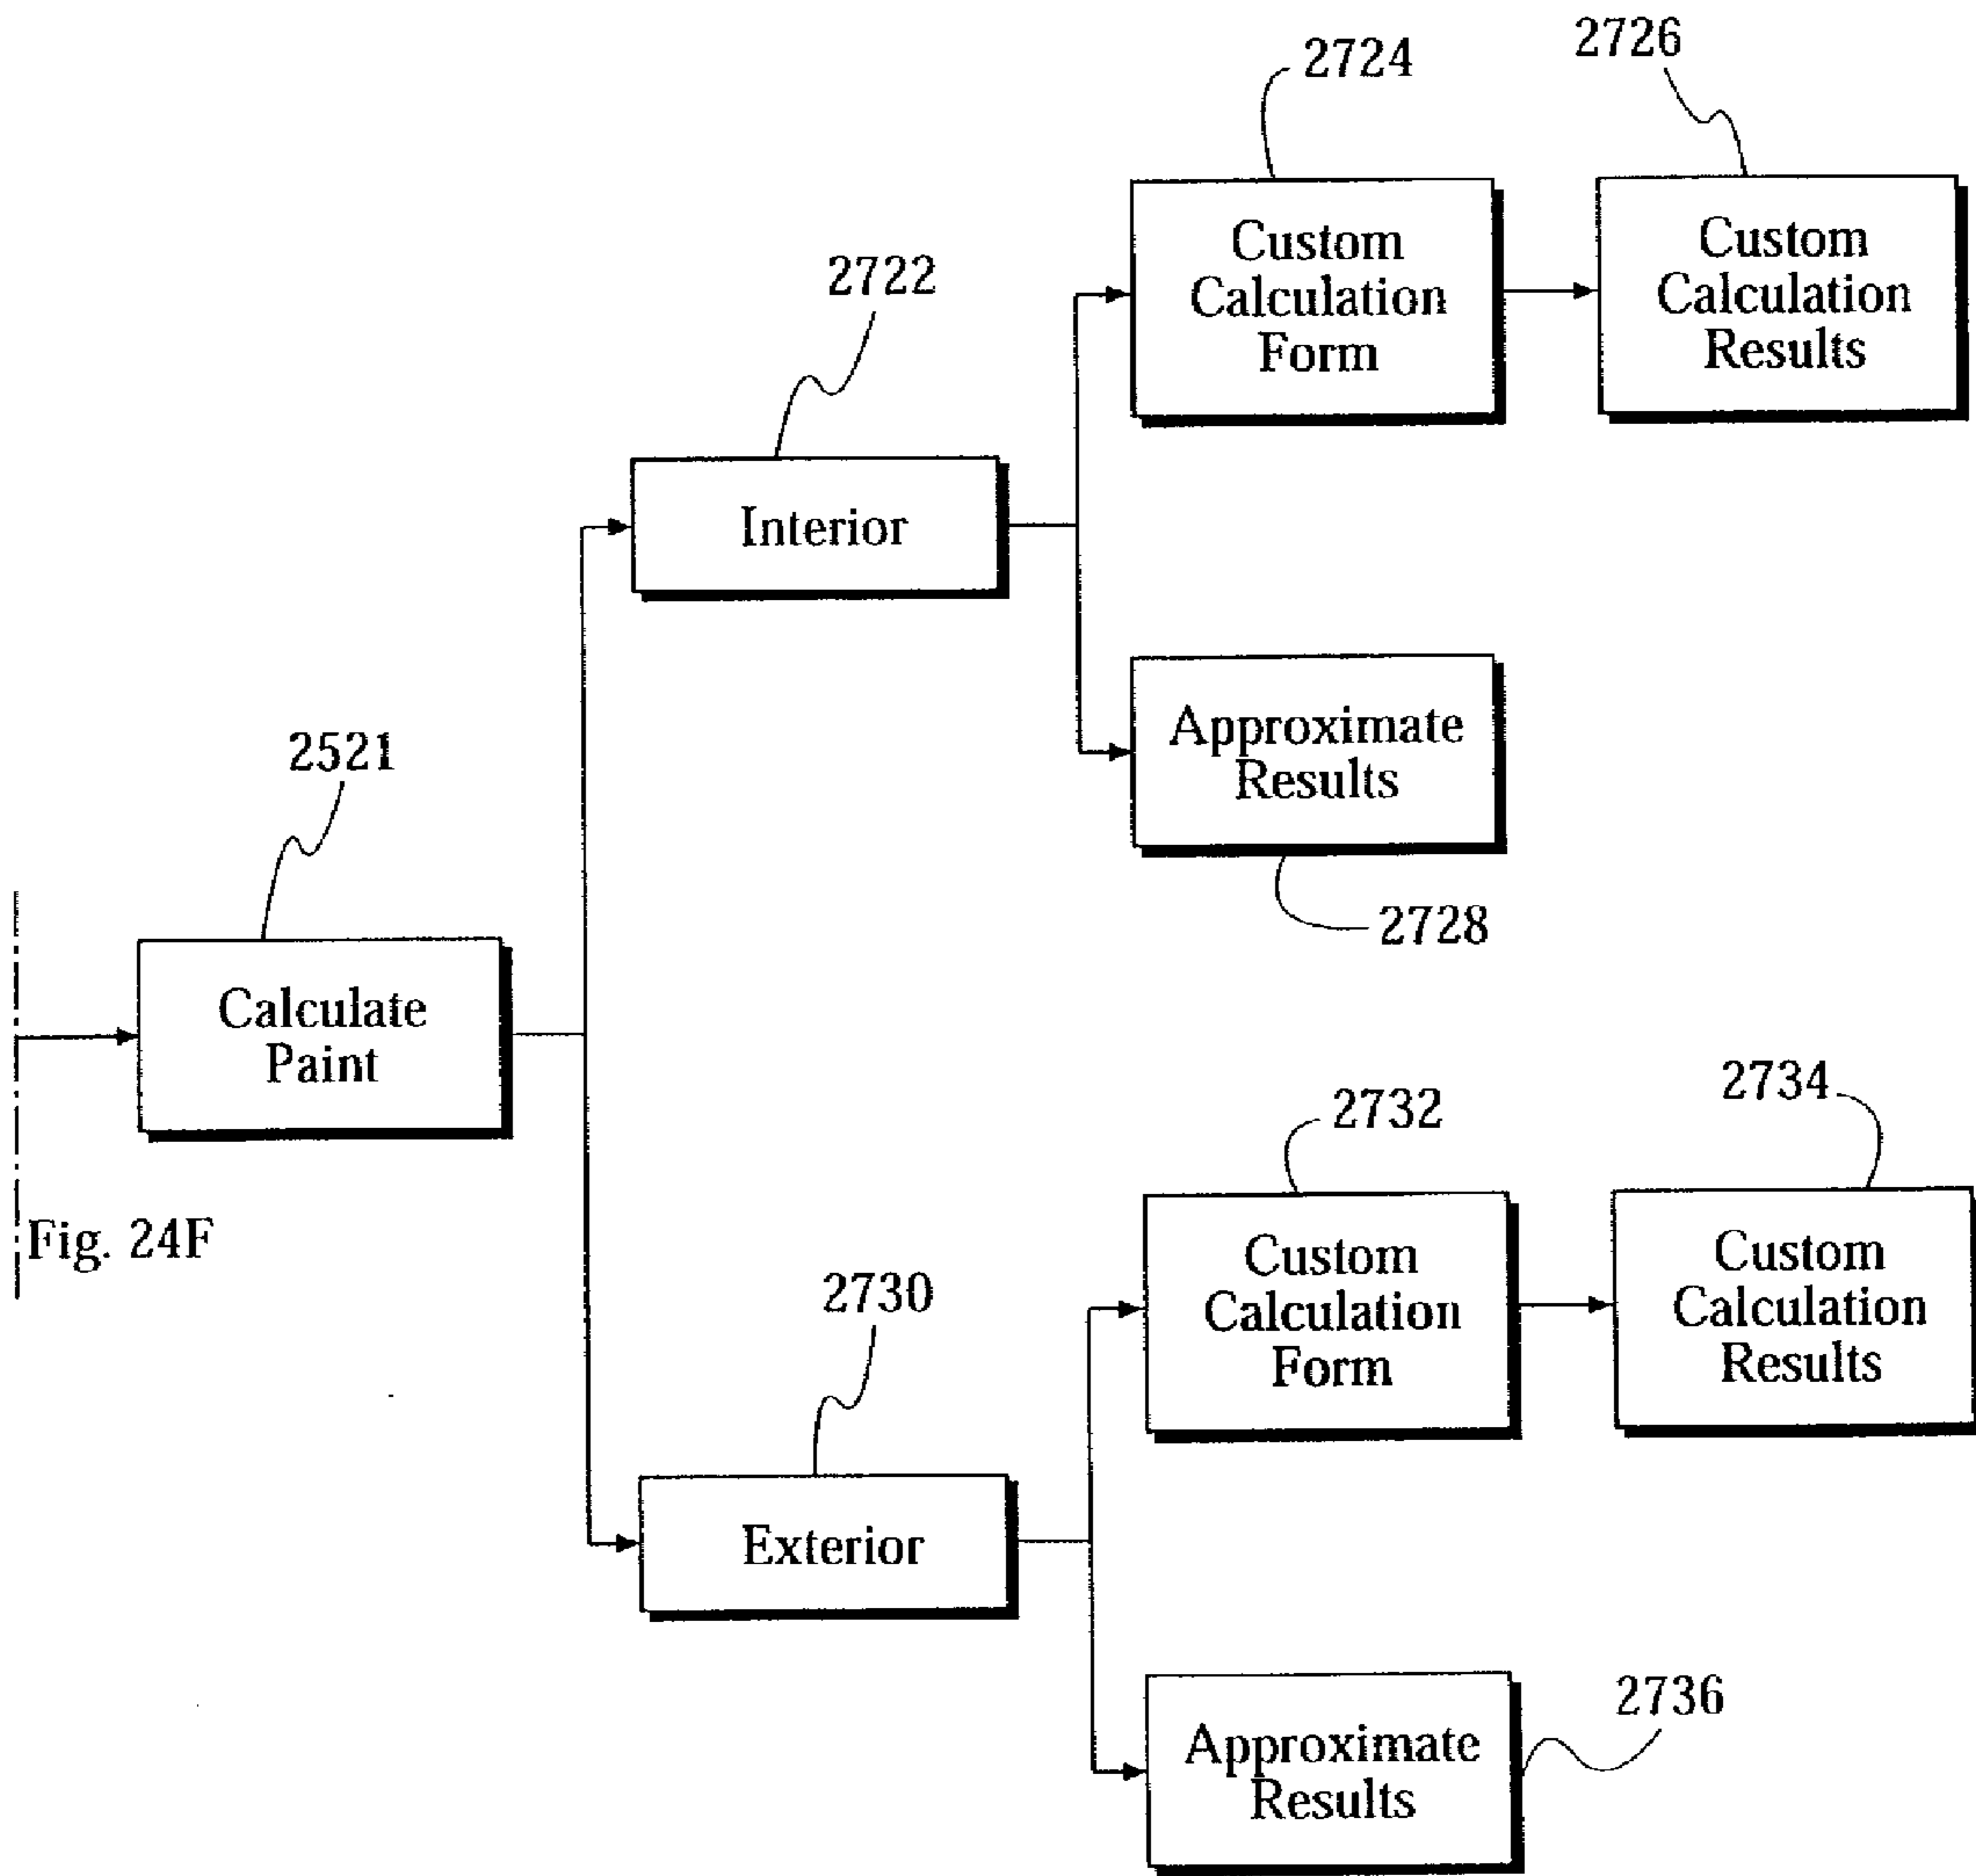 2724
2726
Custom
Calculation
Form
Custom
Calculation
Results
2722
Interior
Approximate
Results
2728
2521
Calculate
Paint
Fig. 24F
2732
2734
Custom
Calculation
Form
Custom
Calculation
Results
2730
Exterior
2736
Approximate
Results